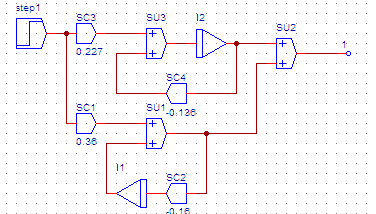 step1
SC3
SU3
I2
SU2
1
0.227
SC4
-0.136
SC1
SU1
0.36
I1
SC2
-0.16